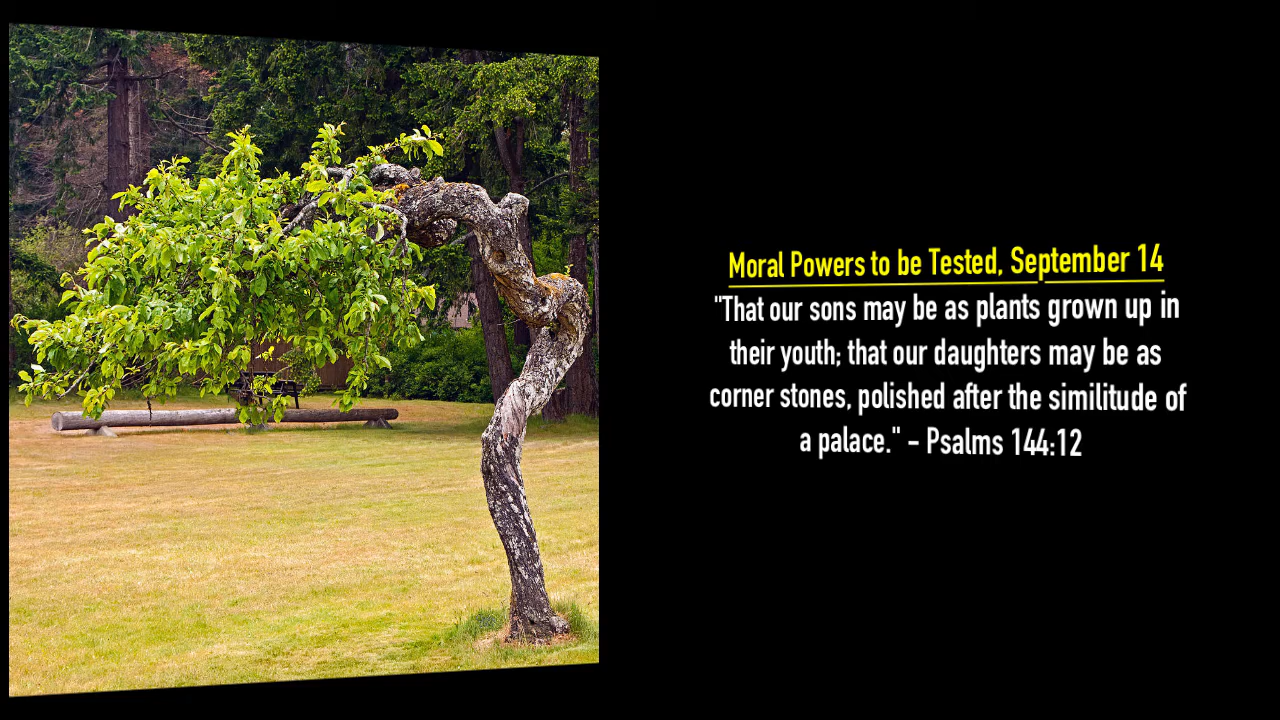 Moral Powers to be Tested, September 14
"That our sons may be as plants grown up in
their youth; that our daughters may be as
corner stones, polished after the similitude of
a palace." - Psalms 144:12